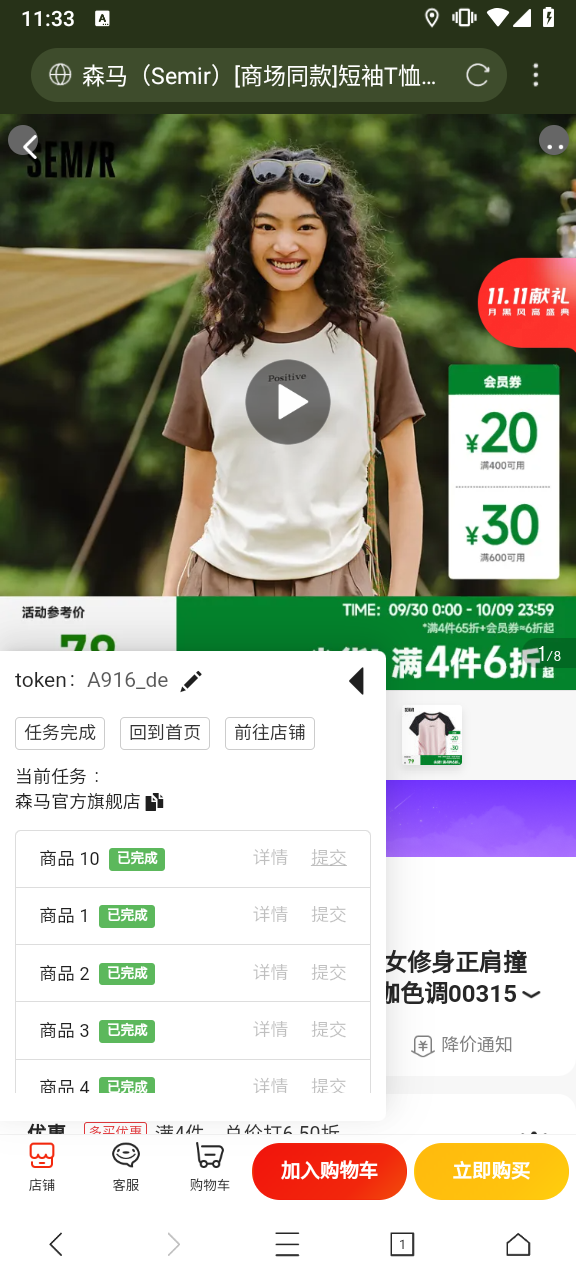 11:33
A
森马（Semir）[商场同款]短袖T恤...
SEMIR
Positive
11.11献礼
月黑风高盛典
会员券
¥20
满400可用
¥30
满600可用
活动参考价
TIME：09/30 0:00 - 10/09 23:59
*满4件65折+会员券=6折起
满4件6折起
1/8
SEMIR
token： A916_de
任务完成 回到首页 前往店铺
当前任务：
森马官方旗舰店
商品 10 已完成 详情 提交
商品 1 已完成 详情 提交
商品 2 已完成 详情 提交
商品 3 已完成 详情 提交
商品 4 已完成 详情 提交
女修身正肩撞
咖色调00315
降价通知
优惠 多买优惠 满4件，总价打6.50折
店铺 客服 购物车 加入购物车 立即购买
1